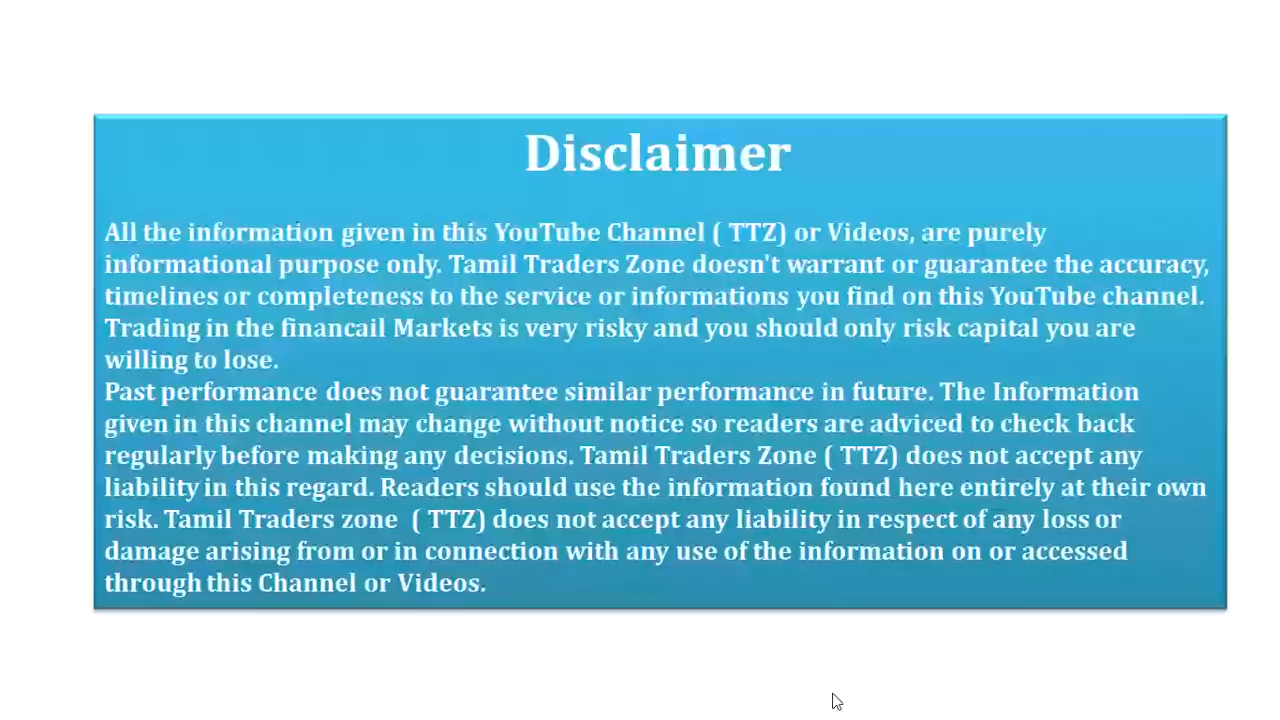 Disclaimer
All the information given in this YouTube Channel ( TTZ) or Videos, are purely
informational purpose only. Tamil Traders Zone doesn't warrant or guarantee the accuracy,
timelines or completeness to the service or informations you find on this YouTube channel.
Trading in the financail Markets is very risky and you should only risk capital you are
willing to lose.
Past performance does not guarantee similar performance in future. The Information
given in this channel may change without notice so readers are adviced to check back
regularly before making any decisions. Tamil Traders Zone ( TTZ) does not accept any
liability in this regard. Readers should use the information found here entirely at their own
risk. Tamil Traders zone  ( TTZ) does not accept any liability in respect of any loss or
damage arising from or in connection with any use of the information on or accessed
through this Channel or Videos.